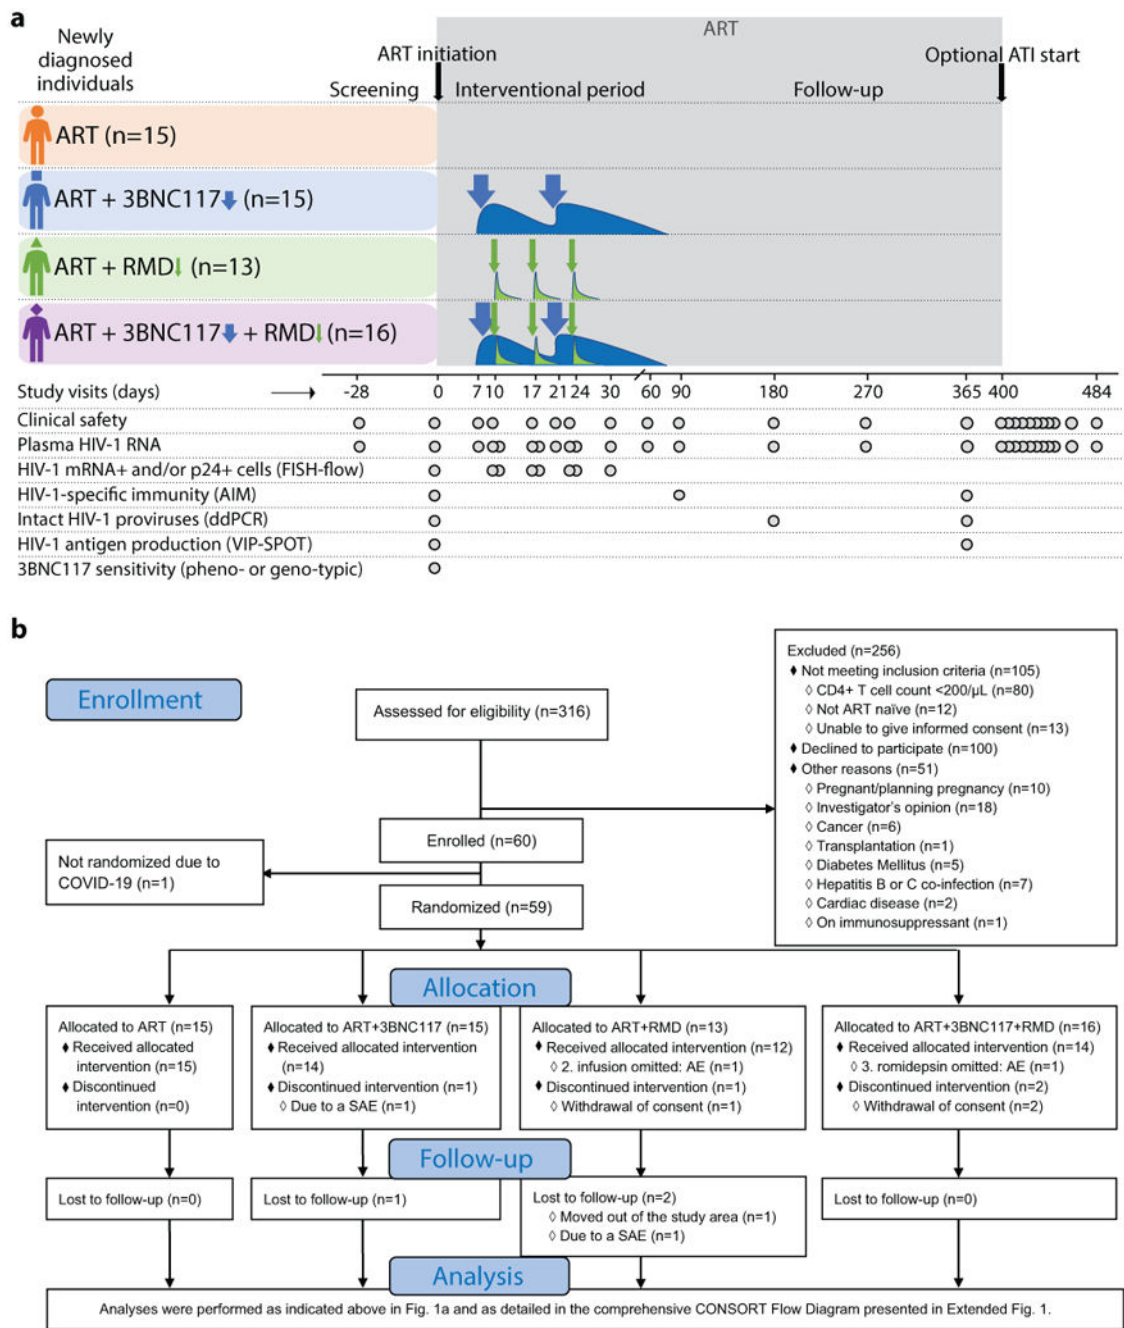 a
Newly
diagnosed
individuals
ART
ART initiation
Optional ATI start
Screening
Interventional period
Follow-up
ART (n=15)
ART + 3BNC117 (n=15)
ART + RMD (n=13)
ART + 3BNC117 + RMD (n=16)
Study visits (days)
-28 0 7 10 17 21 24 30 60 90 180 270 365 400 484
Clinical safety
Plasma HIV-1 RNA
HIV-1 mRNA+ and/or p24+ cells (FISH-flow)
HIV-1-specific immunity (AIM)
Intact HIV-1 proviruses (ddPCR)
HIV-1 antigen production (VIP-SPOT)
3BNC117 sensitivity (pheno- or geno-typic)
b
Enrollment
Assessed for eligibility (n=316)
Excluded (n=256)
♦ Not meeting inclusion criteria (n=105)
◊ CD4+ T cell count <200/µL (n=80)
◊ Not ART naïve (n=12)
◊ Unable to give informed consent (n=13)
♦ Declined to participate (n=100)
♦ Other reasons (n=51)
◊ Pregnant/planning pregnancy (n=10)
◊ Investigator's opinion (n=18)
◊ Cancer (n=6)
◊ Transplantation (n=1)
◊ Diabetes Mellitus (n=5)
◊ Hepatitis B or C co-infection (n=7)
◊ Cardiac disease (n=2)
◊ On immunosuppressant (n=1)
Enrolled (n=60)
Not randomized due to
COVID-19 (n=1)
Randomized (n=59)
Allocation
Allocated to ART (n=15)
♦ Received allocated
intervention (n=15)
♦ Discontinued
intervention (n=0)
Allocated to ART+3BNC117 (n=15)
♦ Received allocated intervention
(n=14)
♦ Discontinued intervention (n=1)
◊ Due to a SAE (n=1)
Allocated to ART+RMD (n=13)
♦ Received allocated intervention (n=12)
◊ 2. infusion omitted: AE (n=1)
♦ Discontinued intervention (n=1)
◊ Withdrawal of consent (n=1)
Allocated to ART+3BNC117+RMD (n=16)
♦ Received allocated intervention (n=14)
◊ 3. romidepsin omitted: AE (n=1)
♦ Discontinued intervention (n=2)
◊ Withdrawal of consent (n=2)
Follow-up
Lost to follow-up (n=0)
Lost to follow-up (n=1)
Lost to follow-up (n=2)
◊ Moved out of the study area (n=1)
◊ Due to a SAE (n=1)
Lost to follow-up (n=0)
Analysis
Analyses were performed as indicated above in Fig. 1a and as detailed in the comprehensive CONSORT Flow Diagram presented in Extended Fig. 1.